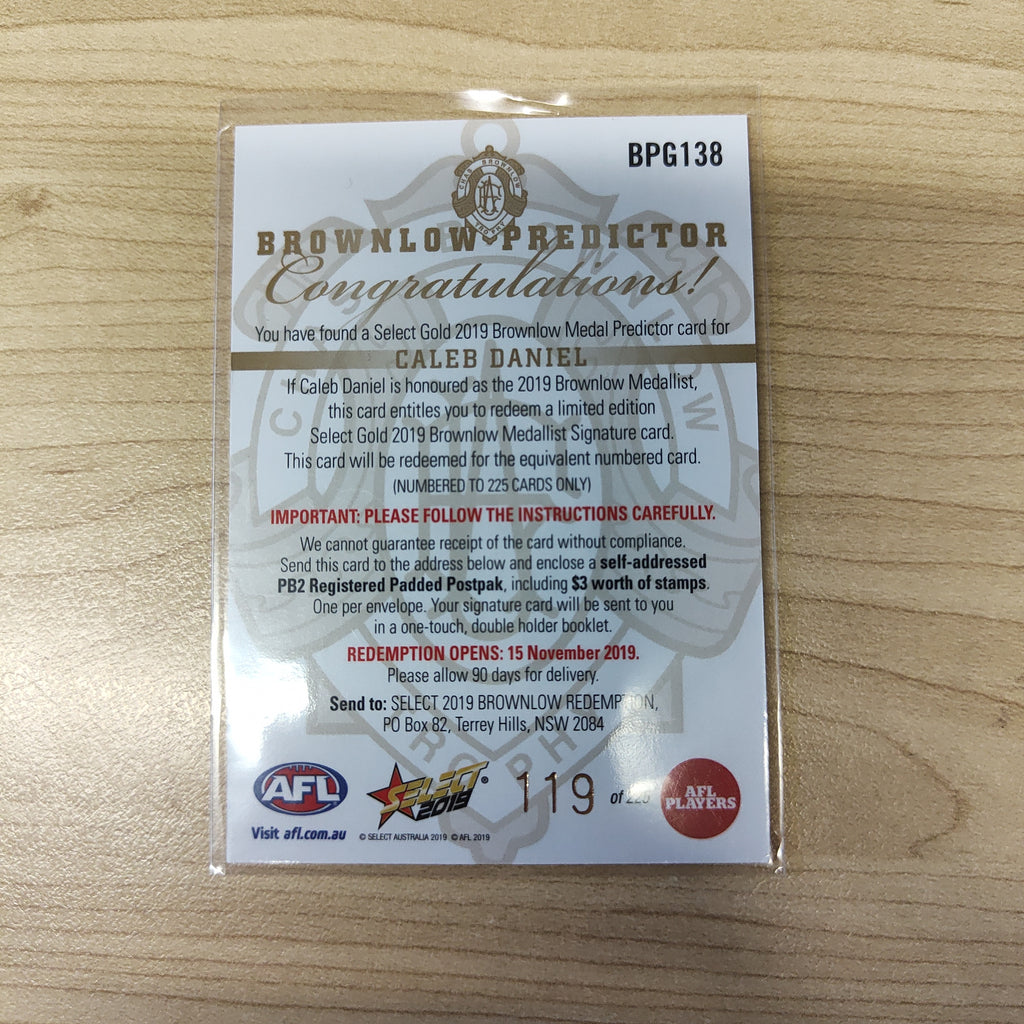 BPG138
CHAS BROWNLOW
TROPHY
BROWNLOW PREDICTOR
Congratulations!
You have found a Select Gold 2019 Brownlow Medal Predictor card for
CALEB DANIEL
If Caleb Daniel is honoured as the 2019 Brownlow Medallist,
this card entitles you to redeem a limited edition
Select Gold 2019 Brownlow Medallist Signature card.
This card will be redeemed for the equivalent numbered card.
(NUMBERED TO 225 CARDS ONLY)
IMPORTANT: PLEASE FOLLOW THE INSTRUCTIONS CAREFULLY.
We cannot guarantee receipt of the card without compliance.
Send this card to the address below and enclose a self-addressed
PB2 Registered Padded Postpak, including $3 worth of stamps.
One per envelope. Your signature card will be sent to you
in a one-touch, double holder booklet.
REDEMPTION OPENS: 15 November 2019.
Please allow 90 days for delivery.
Send to: SELECT 2019 BROWNLOW REDEMPTION,
PO Box 82, Terrey Hills, NSW 2084
AFL
SELECT®
2019
119 of 225
AFL
PLAYERS
Visit afl.com.au
© SELECT AUSTRALIA 2019 © AFL 2019